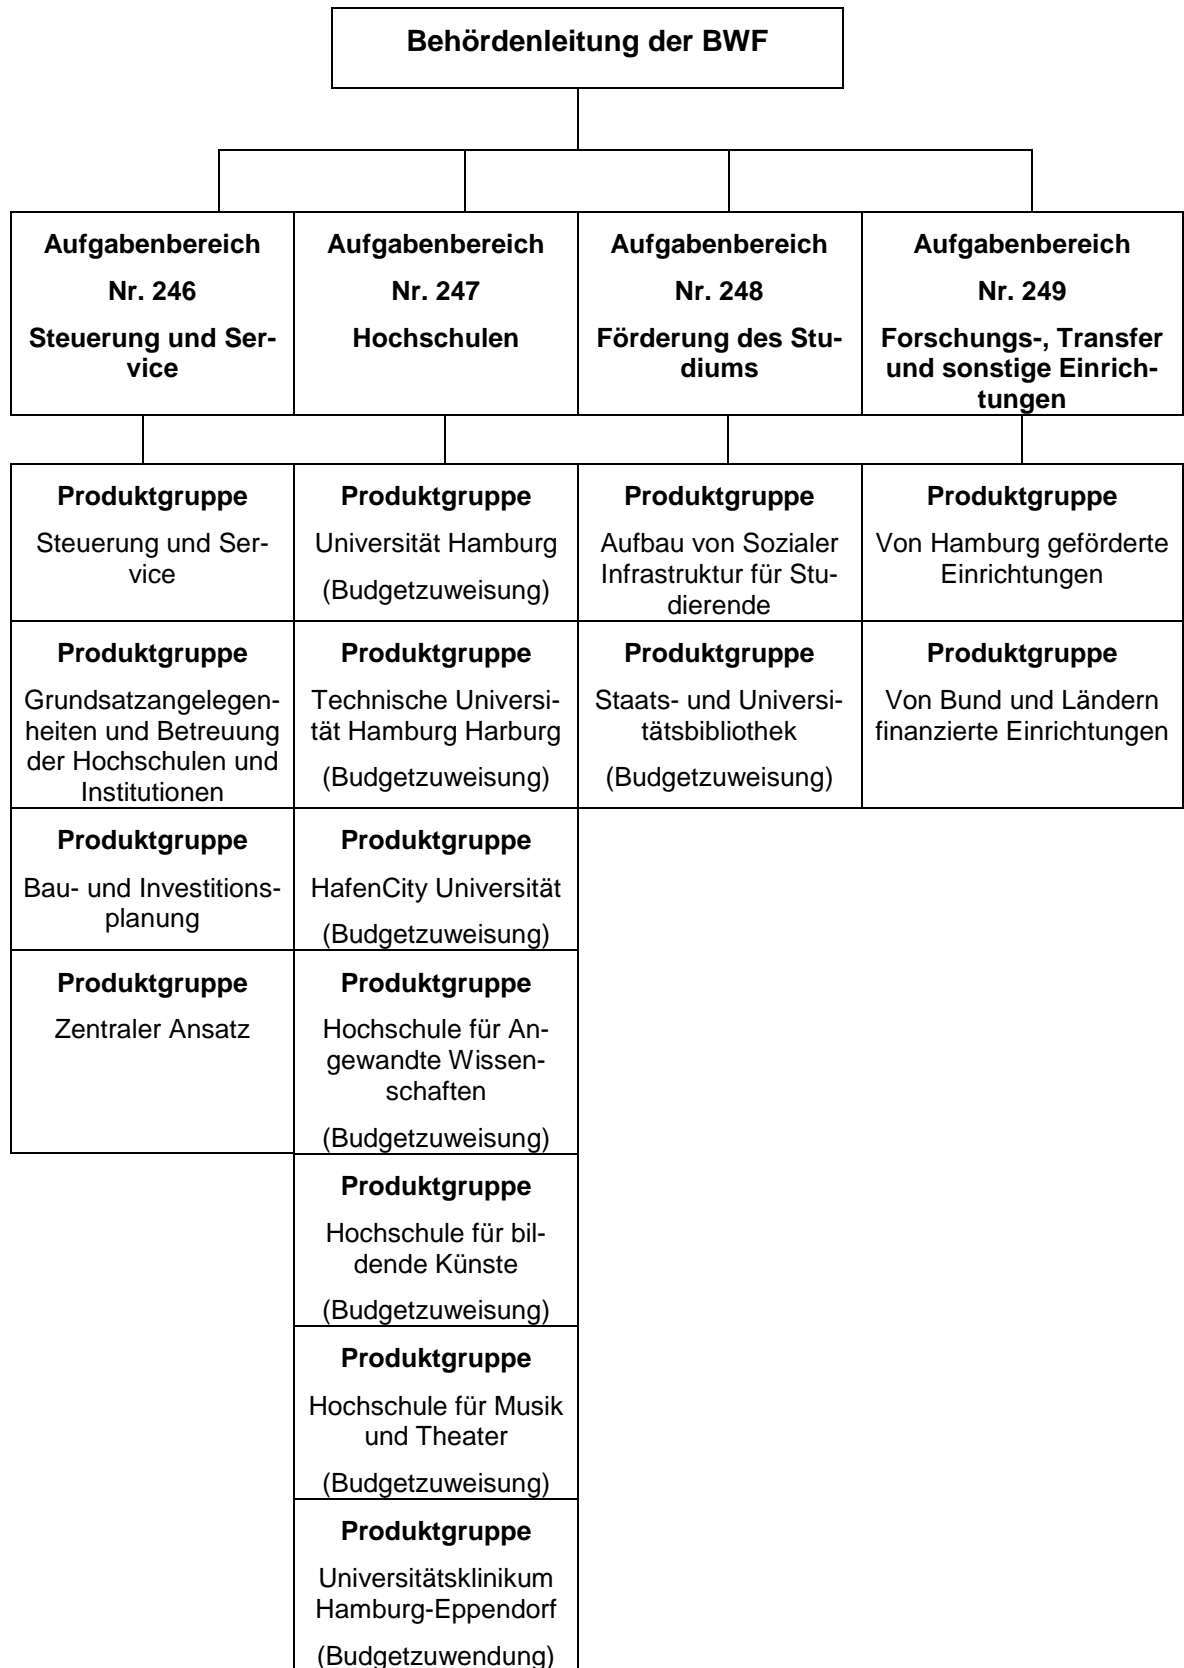 Behördenleitung der BWF
Aufgabenbereich
Nr. 246
Steuerung und Ser-
vice
Aufgabenbereich
Nr. 247
Hochschulen
Aufgabenbereich
Nr. 248
Förderung des Stu-
diums
Aufgabenbereich
Nr. 249
Forschungs-, Transfer
und sonstige Einrich-
tungen
Produktgruppe
Steuerung und Ser-
vice
Produktgruppe
Universität Hamburg
(Budgetzuweisung)
Produktgruppe
Aufbau von Sozialer
Infrastruktur für Stu-
dierende
Produktgruppe
Von Hamburg geförderte
Einrichtungen
Produktgruppe
Grundsatzangelegen-
heiten und Betreuung
der Hochschulen und
Institutionen
Produktgruppe
Technische Universi-
tät Hamburg Harburg
(Budgetzuweisung)
Produktgruppe
Staats- und Universi-
tätsbibliothek
(Budgetzuweisung)
Produktgruppe
Von Bund und Ländern
finanzierte Einrichtungen
Produktgruppe
Bau- und Investitions-
planung
Produktgruppe
HafenCity Universität
(Budgetzuweisung)
Produktgruppe
Zentraler Ansatz
Produktgruppe
Hochschule für An-
gewandte Wissen-
schaften
(Budgetzuweisung)
Produktgruppe
Hochschule für bil-
dende Künste
(Budgetzuweisung)
Produktgruppe
Hochschule für Musik
und Theater
(Budgetzuweisung)
Produktgruppe
Universitätsklinikum
Hamburg-Eppendorf
(Budgetzuwendung)